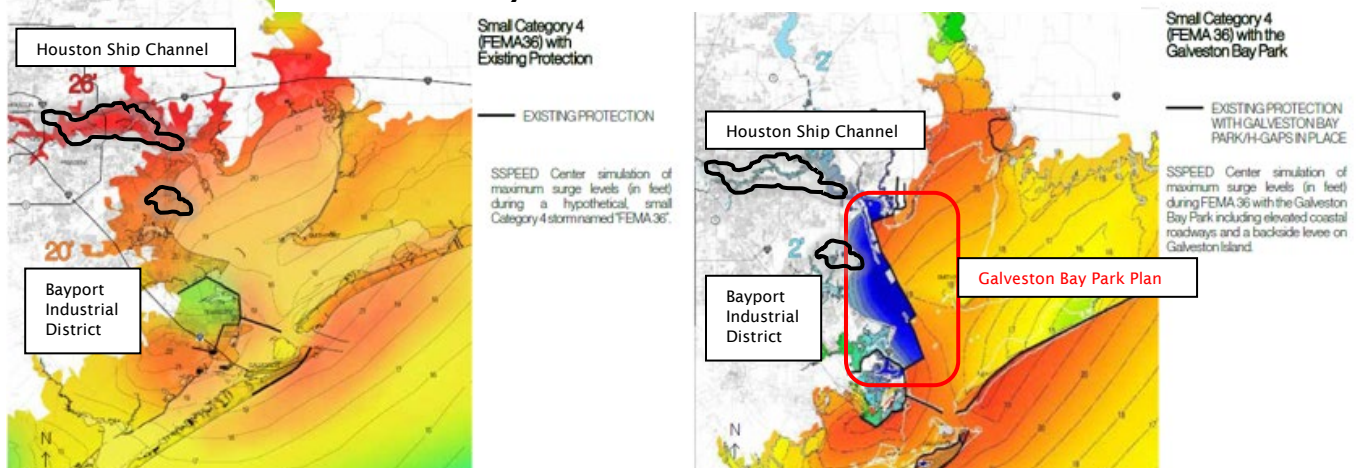 Small Category 4
(FEMA36) with
Existing Protection
Houston Ship Channel
26'
EXISTING PROTECTION
SSPEED Center simulation of
maximum surge levels (in feet)
during a hypothetical, small
Category 4 storm named "FEMA 36".
20'
Bayport
Industrial
District
N
Small Category 4
(FEMA 36) with the
Galveston Bay Park
2'
Houston Ship Channel
EXISTING PROTECTION
WITH GALVESTON BAY
PARK/H-GAPS IN PLACE
SSPEED Center simulation of
maximum surge levels (in feet)
during FEMA 36 with the Galveston
Bay Park including elevated coastal
roadways and a backside levee on
Galveston Island.
2'
Galveston Bay Park Plan
Bayport
Industrial
District
N